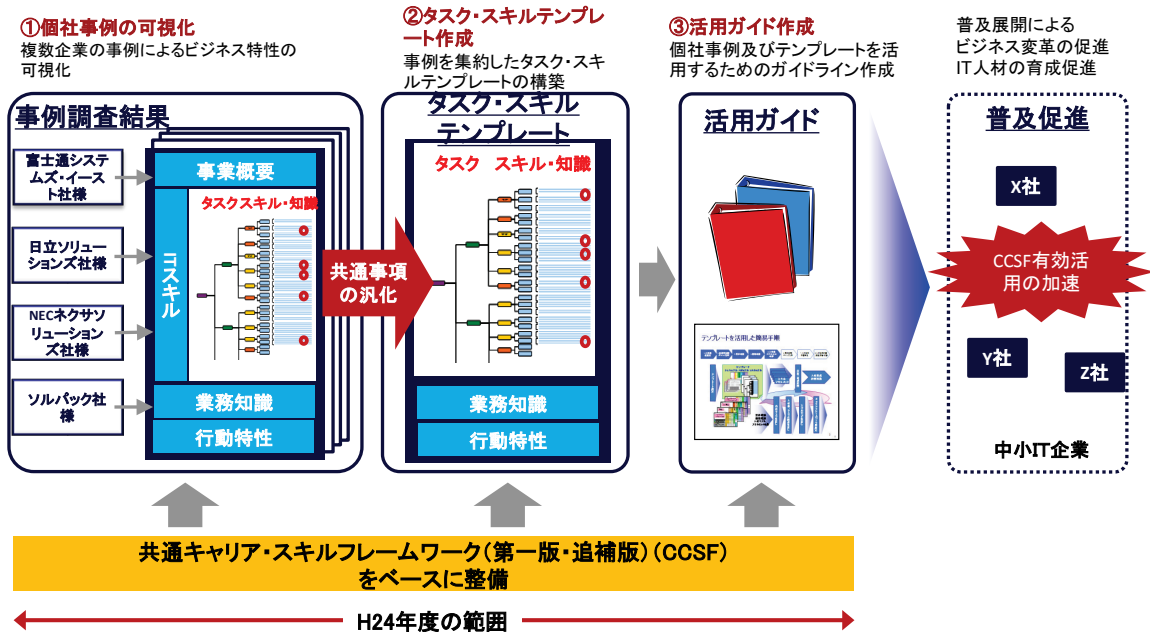 ①個社事例の可視化
複数企業の事例によるビジネス特性の
可視化
②タスク・スキルテンプレ
ート作成
事例を集約したタスク・スキ
ルテンプレートの構築
③活用ガイド作成
個社事例及びテンプレートを活
用するためのガイドライン作成
普及展開による
ビジネス変革の促進
IT人材の育成促進
事例調査結果
富士通システ
ムズ・イース
ト社様
日立ソリュー
ションズ社様
NECネクサソ
リューション
ズ社様
ソルパック社
様
事業概要
タスクスキル・知識
ITスキル
業務知識
行動特性
共通事項
の汎化
タスク・スキル
テンプレート
タスク スキル・知識
業務知識
行動特性
活用ガイド
テンプレートを活用した簡易手順
普及促進
X社
CCSF有効活
用の加速
Y社
Z社
中小IT企業
共通キャリア・スキルフレームワーク(第一版・追補版)(CCSF)
をベースに整備
H24年度の範囲